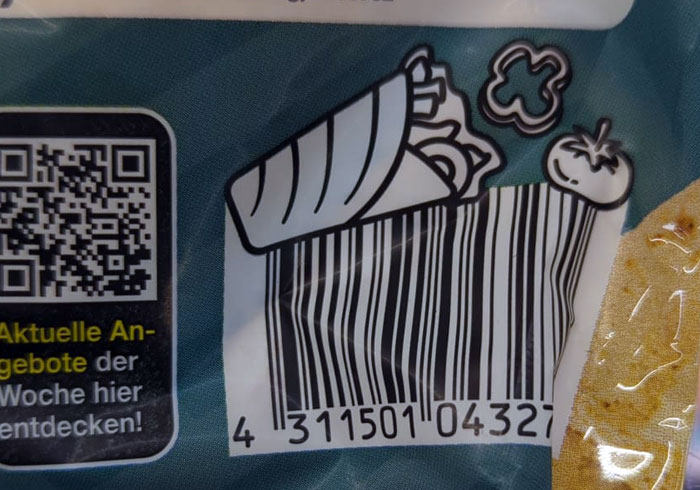 Aktuelle An-
gebote der
Woche hier
entdecken!
4 311501 04327